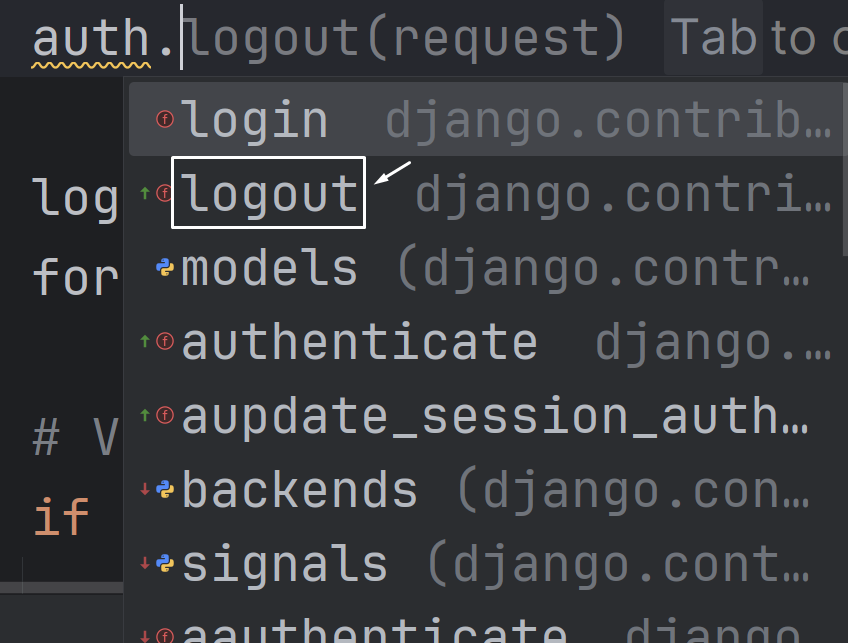 auth.logout(request) Tab to c
login django.contrib…
log
logout django.contri…
for
models (django.contr…
authenticate django.…
# V
aupdate_session_auth…
backends (django.con…
if
signals (django.cont…
aauthenticate django